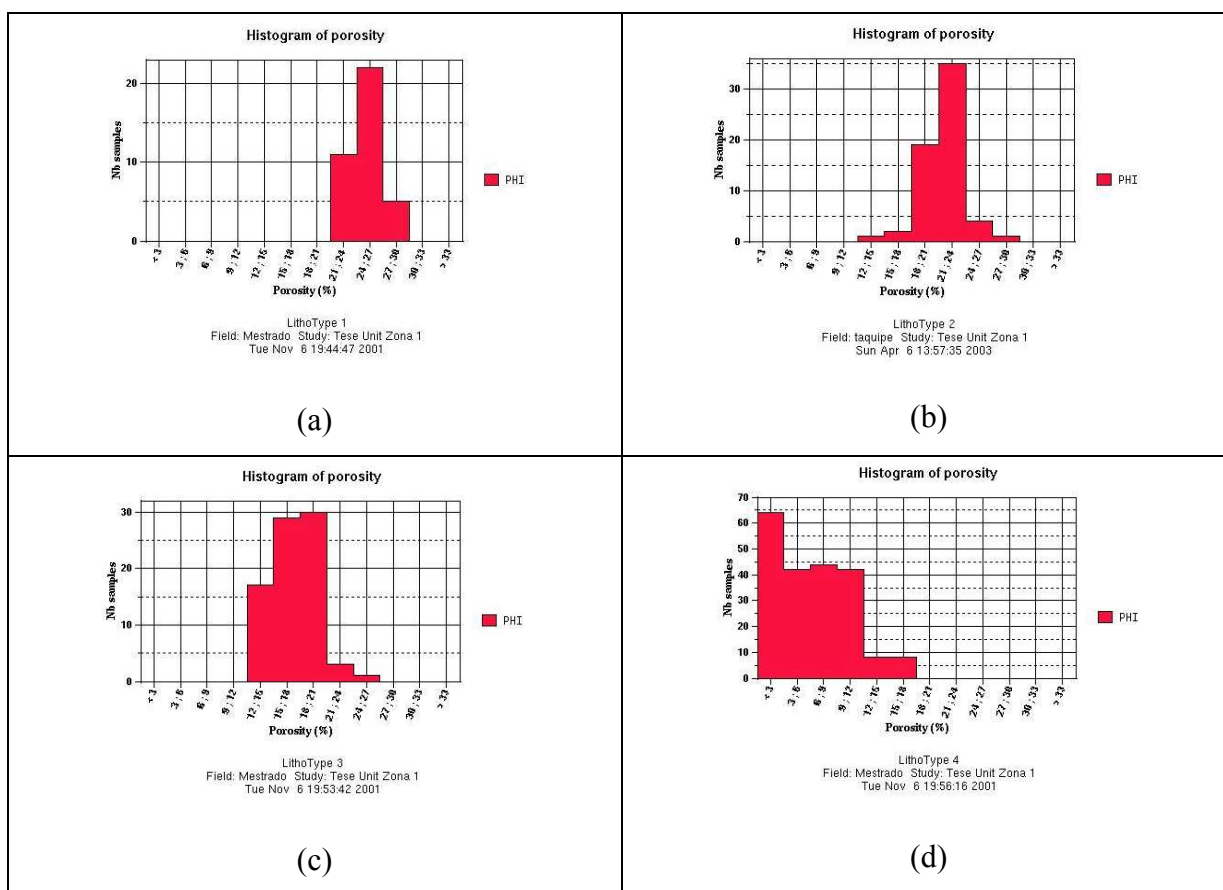 Histogram of porosity
20
10
0
Nb samples
< 3
3 ; 6
6 ; 9
9 ; 12
12 ; 15
15 ; 18
18 ; 21
21 ; 24
24 ; 27
27 ; 30
30 ; 33
> 33
Porosity (%)
PHI
LithoType 1
Field: Mestrado Study: Tese Unit Zona 1
Tue Nov 6 19:44:47 2001
(a)
Histogram of porosity
30
20
10
0
Nb samples
< 3
3 ; 6
6 ; 9
9 ; 12
12 ; 15
15 ; 18
18 ; 21
21 ; 24
24 ; 27
27 ; 30
30 ; 33
> 33
Porosity (%)
PHI
LithoType 2
Field: taquipe Study: Tese Unit Zona 1
Sun Apr 6 13:57:35 2003
(b)
Histogram of porosity
30
20
10
0
Nb samples
< 3
3 ; 6
6 ; 9
9 ; 12
12 ; 15
15 ; 18
18 ; 21
21 ; 24
24 ; 27
27 ; 30
30 ; 33
> 33
Porosity (%)
PHI
LithoType 3
Field: Mestrado Study: Tese Unit Zona 1
Tue Nov 6 19:53:42 2001
(c)
Histogram of porosity
70
60
50
40
30
20
10
0
Nb samples
< 3
3 ; 6
6 ; 9
9 ; 12
12 ; 15
15 ; 18
18 ; 21
21 ; 24
24 ; 27
27 ; 30
30 ; 33
> 33
Porosity (%)
PHI
LithoType 4
Field: Mestrado Study: Tese Unit Zona 1
Tue Nov 6 19:56:16 2001
(d)